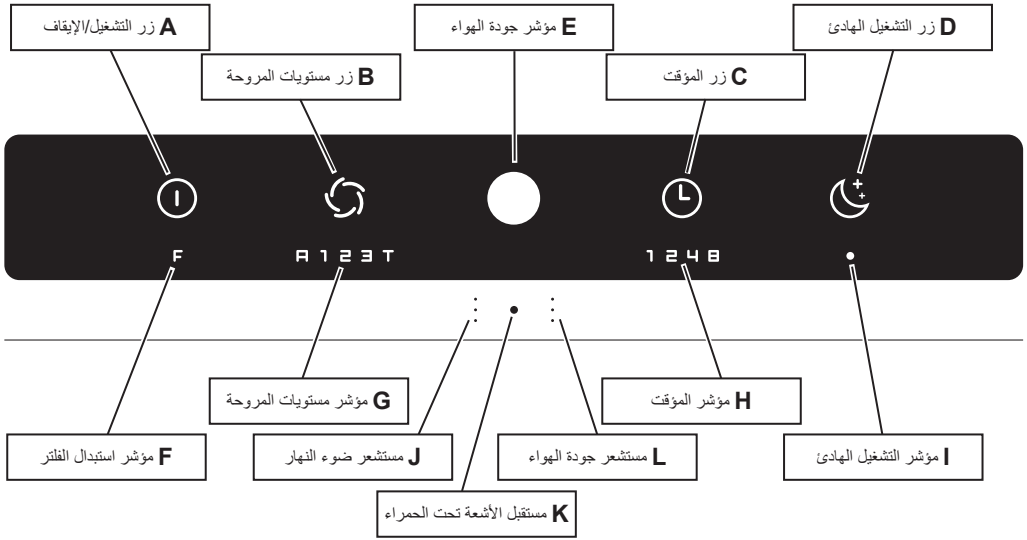 A زر التشغيل/الإيقاف
E مؤشر جودة الهواء
D زر التشغيل الهادئ
B زر مستويات المروحة
C زر المؤقت
F
A 1 2 3 T
1 2 4 8
G مؤشر مستويات المروحة
H مؤشر المؤقت
F مؤشر استبدال الفلتر
J مستشعر ضوء النهار
L مستشعر جودة الهواء
I مؤشر التشغيل الهادئ
K مستقبل الأشعة تحت الحمراء